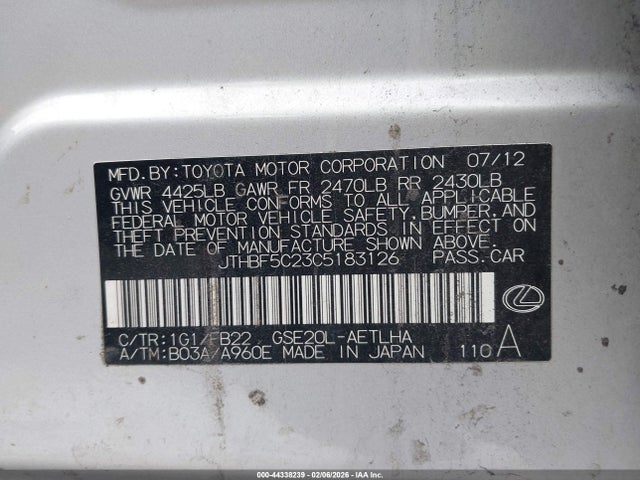 MFD.BY:TOYOTA MOTOR CORPORATION 07/12
GVWR 4425LB GAWR FR 2470LB RR 2430LB
THIS VEHICLE CONFORMS TO ALL APPLICABLE
FEDERAL MOTOR VEHICLE SAFETY, BUMPER, AND
THEFT PREVENTION STANDARDS IN EFFECT ON
THE DATE OF MANUFACTURE SHOWN ABOVE.
JTHBF5C23C5183126 PASS.CAR
C/TR:1G1/FB22 GSE20L-AETLHA
A/TM:B03A/A960E MADE IN JAPAN 110 A
000-44338239 - 02/06/2026 - IAAI.COM